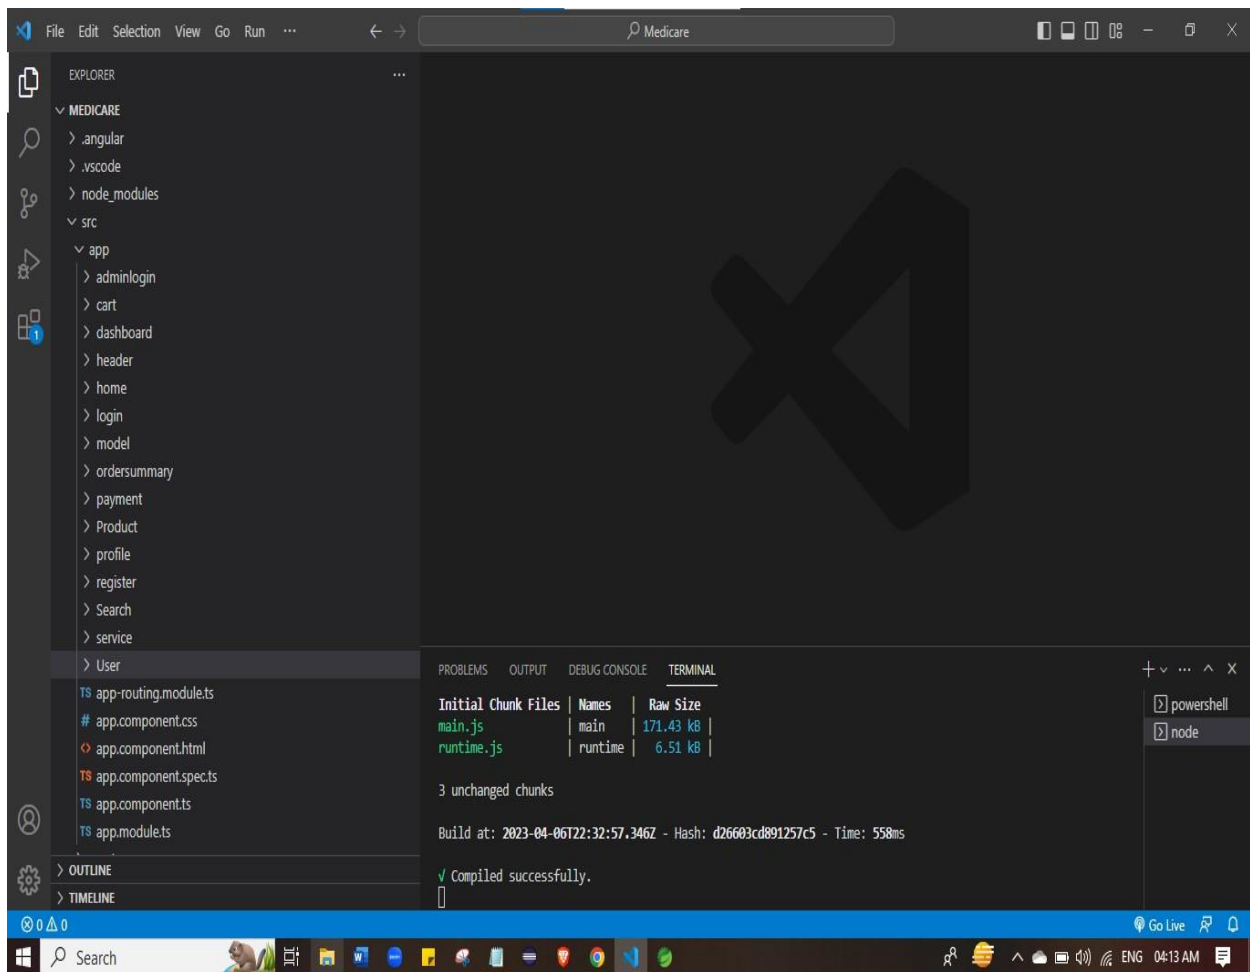 File Edit Selection View Go Run ··· ← → Medicare
EXPLORER ···
MEDICARE
.angular
.vscode
node_modules
src
app
adminlogin
cart
dashboard
header
home
login
model
ordersummary
payment
Product
profile
register
Search
service
User
TS app-routing.module.ts
# app.component.css
<> app.component.html
TS app.component.spec.ts
TS app.component.ts
TS app.module.ts
OUTLINE
TIMELINE
1
PROBLEMS OUTPUT DEBUG CONSOLE TERMINAL
Initial Chunk Files | Names | Raw Size
main.js | main | 171.43 kB |
runtime.js | runtime | 6.51 kB |
3 unchanged chunks
Build at: 2023-04-06T22:32:57.346Z - Hash: d26603cd891257c5 - Time: 558ms
√ Compiled successfully.
powershell
node
0 0 Go Live
Search ENG 04:13 AM